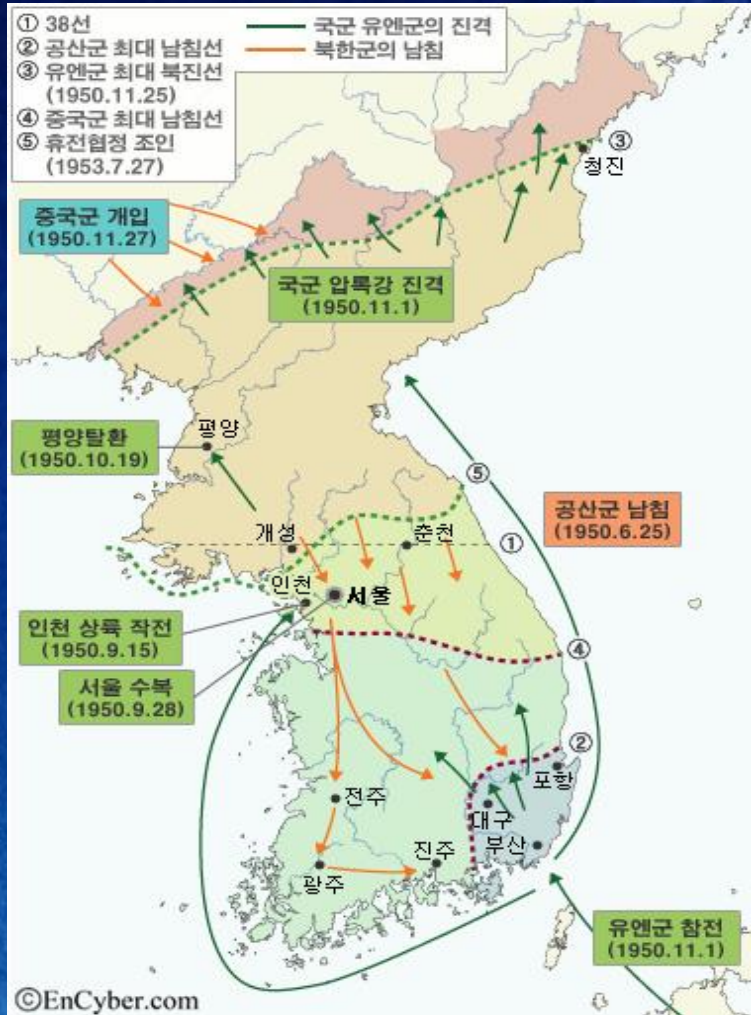 ① 38선
② 공산군 최대 남침선
③ 유엔군 최대 북진선
(1950.11.25)
④ 중국군 최대 남침선
⑤ 휴전협정 조인
(1953.7.27)
국군 유엔군의 진격
북한군의 남침
③
청진
중국군 개입
(1950.11.27)
국군 압록강 진격
(1950.11.1)
평양
평양탈환
(1950.10.19)
⑤
공산군 남침
(1950.6.25)
개성
춘천
①
인천
서울
인천 상륙 작전
(1950.9.15)
④
서울 수복
(1950.9.28)
②
포항
전주
대구
부산
진주
광주
유엔군 참전
(1950.11.1)
©EnCyber.com